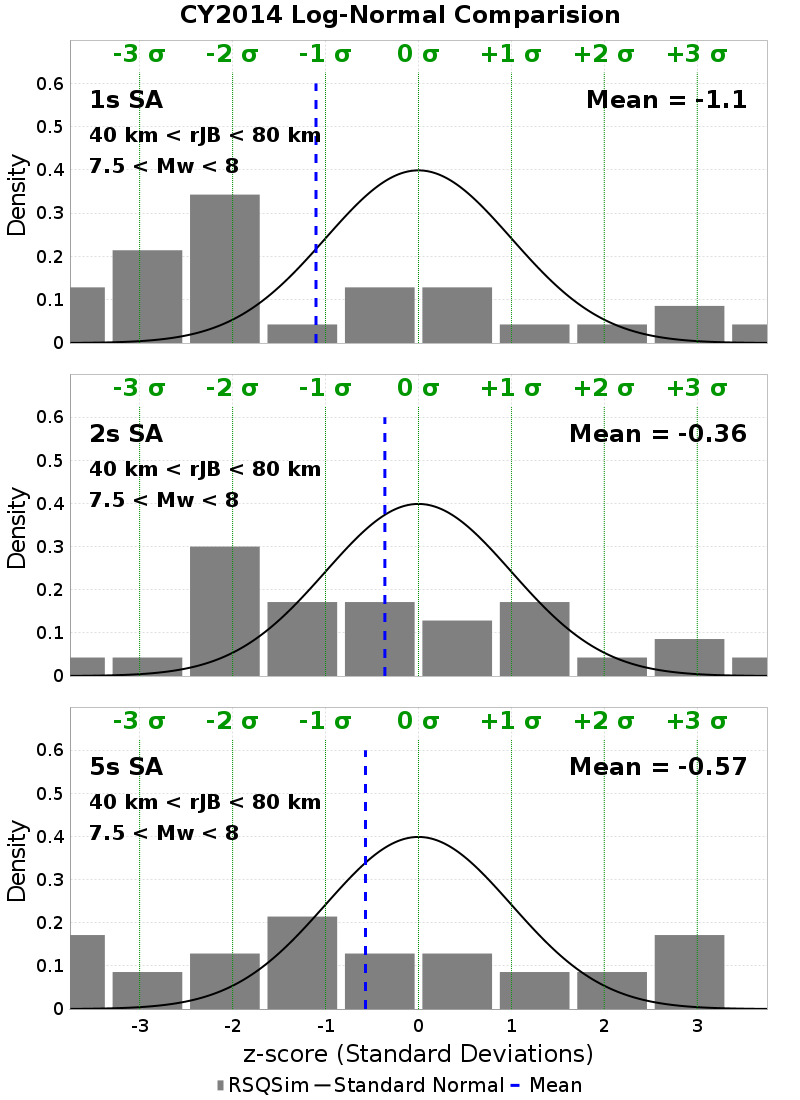 CY2014 Log-Normal Comparision
-3 σ -2 σ -1 σ 0 σ +1 σ +2 σ +3 σ
0.6
1s SA Mean = -1.1
0.5
40 km < rJB < 80 km
7.5 < Mw < 8
0.4
0.3
0.2
0.1
0
Density
-3 σ -2 σ -1 σ 0 σ +1 σ +2 σ +3 σ
0.6
2s SA Mean = -0.36
0.5
40 km < rJB < 80 km
7.5 < Mw < 8
0.4
0.3
0.2
0.1
0
Density
-3 σ -2 σ -1 σ 0 σ +1 σ +2 σ +3 σ
0.6
5s SA Mean = -0.57
0.5
40 km < rJB < 80 km
7.5 < Mw < 8
0.4
0.3
0.2
0.1
0
Density
-3 -2 -1 0 1 2 3
z-score (Standard Deviations)
RSQSim Standard Normal Mean